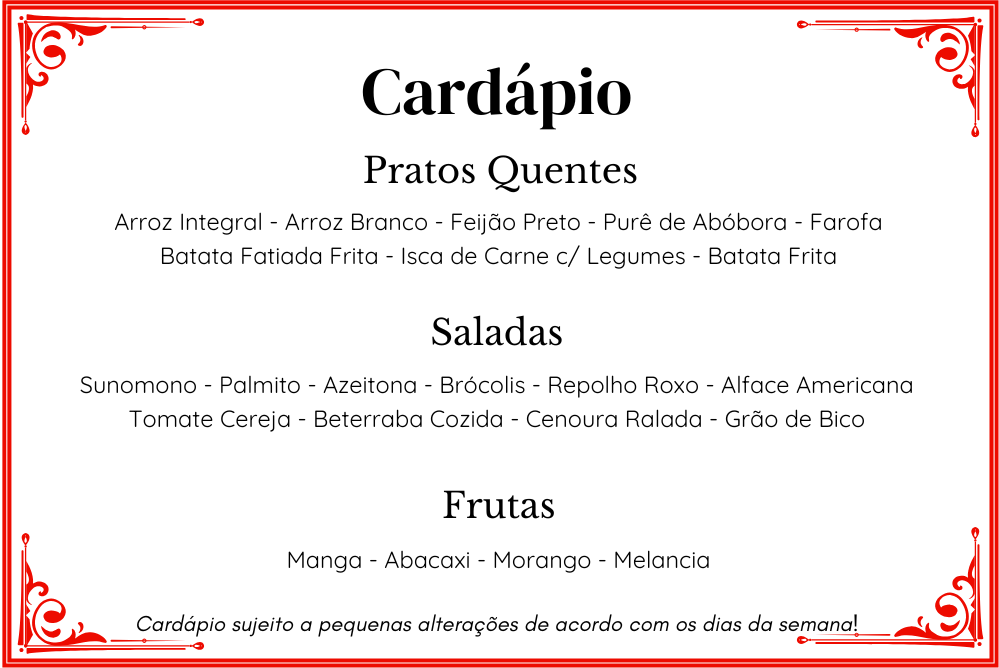 Cardápio
Pratos Quentes
Arroz Integral - Arroz Branco - Feijão Preto - Purê de Abóbora - Farofa
Batata Fatiada Frita - Isca de Carne c/ Legumes - Batata Frita
Saladas
Sunomono - Palmito - Azeitona - Brócolis - Repolho Roxo - Alface Americana
Tomate Cereja - Beterraba Cozida - Cenoura Ralada - Grão de Bico
Frutas
Manga - Abacaxi - Morango - Melancia
Cardápio sujeito a pequenas alterações de acordo com os dias da semana!